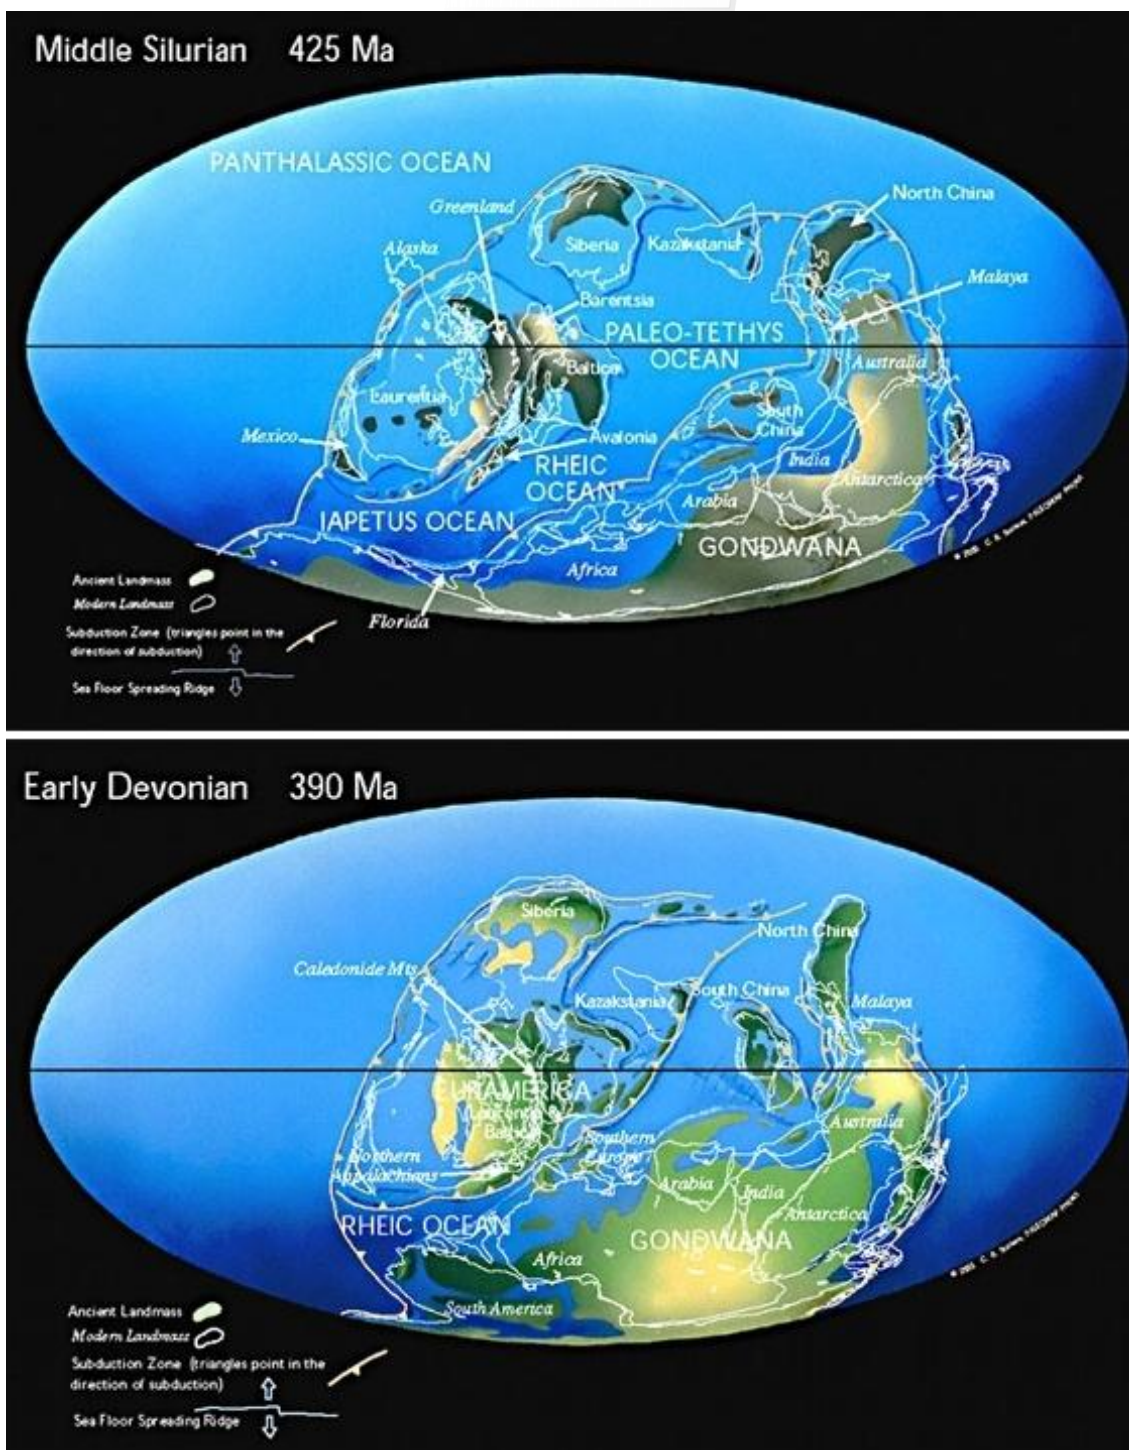 Middle Silurian 425 Ma
PANTHALASSIC OCEAN
North China
Greenland
Siberia
Kazakstania
Alaska
Malaya
Barentsia
PALEO-TETHYS
OCEAN
Australia
Baltica
Laurentia
South
China
Mexico
Avalonia
RHEIC
OCEAN
India
Antarctica
Arabia
IAPETUS OCEAN
GONDWANA
Africa
Florida
Ancient Landmass
Modern Landmass
Subduction Zone (triangles point in the
direction of subduction)
Sea Floor Spreading Ridge
Early Devonian 390 Ma
Siberia
North China
Caledonide Mts
South China
Kazakstania
Malaya
EURAMERICA
Australia
Southern
Europe
Northern
Appalachians
Arabia
India
Antarctica
RHEIC OCEAN
GONDWANA
Africa
South America
Ancient Landmass
Modern Landmass
Subduction Zone (triangles point in the
direction of subduction)
Sea Floor Spreading Ridge